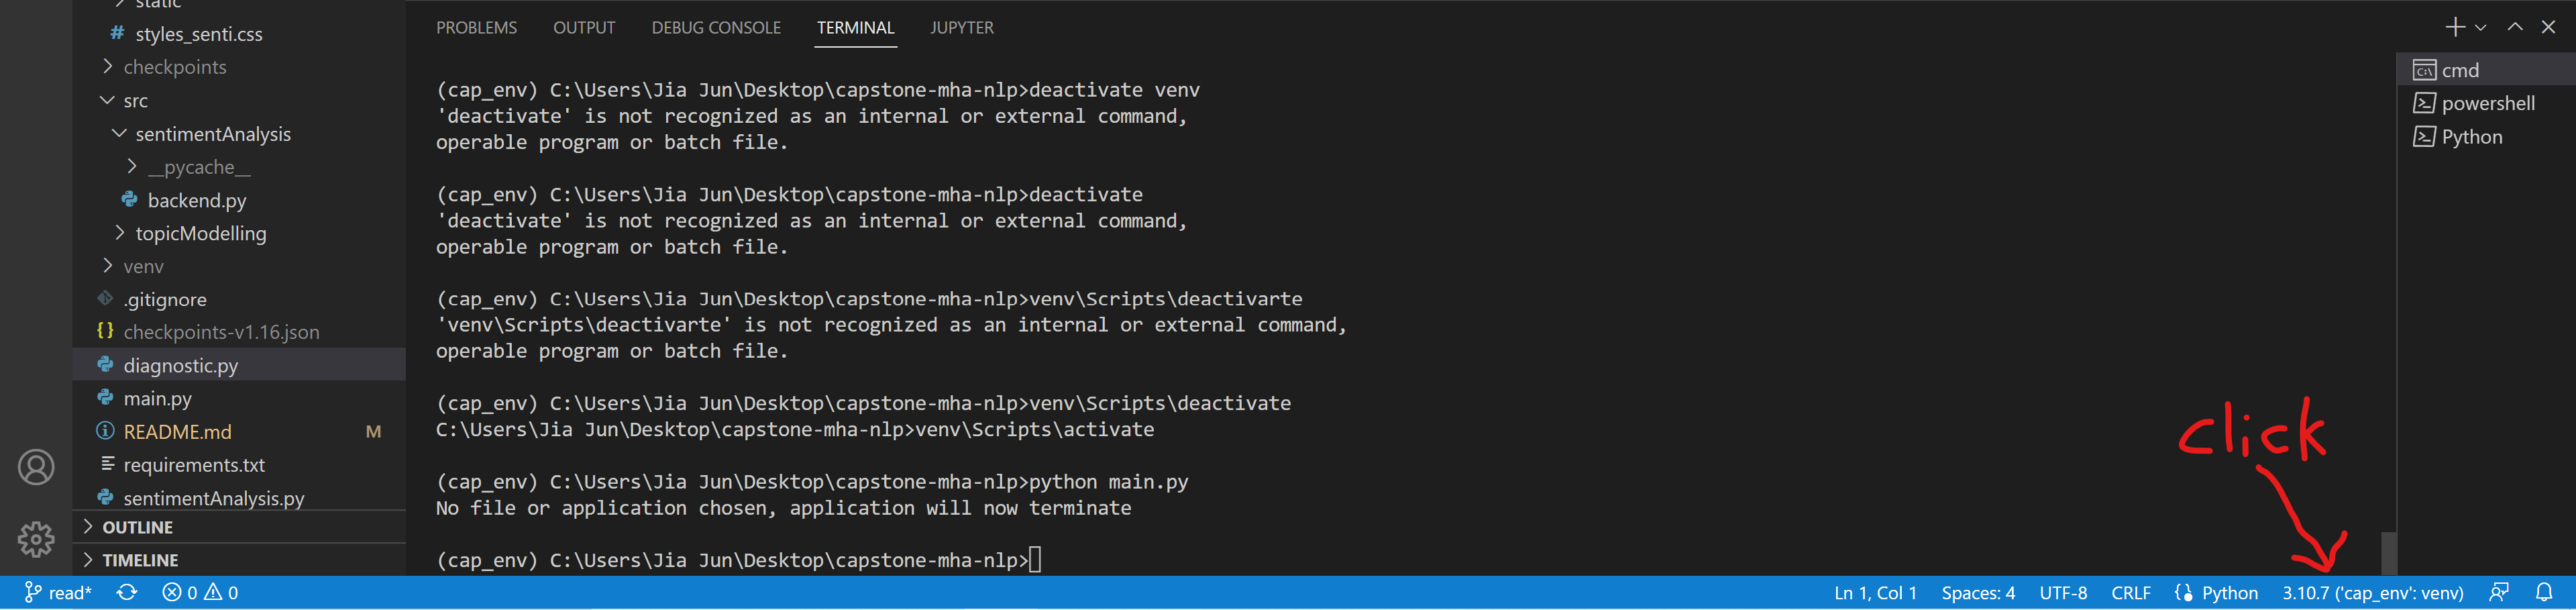 static
# styles_senti.css
checkpoints
src
sentimentAnalysis
__pycache__
backend.py
topicModelling
venv
.gitignore
{} checkpoints-v1.16.json
diagnostic.py
main.py
README.md M
requirements.txt
sentimentAnalysis.py
OUTLINE
TIMELINE
PROBLEMS OUTPUT DEBUG CONSOLE TERMINAL JUPYTER
(cap_env) C:\Users\Jia Jun\Desktop\capstone-mha-nlp>deactivate venv
'deactivate' is not recognized as an internal or external command,
operable program or batch file.
(cap_env) C:\Users\Jia Jun\Desktop\capstone-mha-nlp>deactivate
'deactivate' is not recognized as an internal or external command,
operable program or batch file.
(cap_env) C:\Users\Jia Jun\Desktop\capstone-mha-nlp>venv\Scripts\deactivarte
'venv\Scripts\deactivarte' is not recognized as an internal or external command,
operable program or batch file.
(cap_env) C:\Users\Jia Jun\Desktop\capstone-mha-nlp>venv\Scripts\deactivate
C:\Users\Jia Jun\Desktop\capstone-mha-nlp>venv\Scripts\activate
(cap_env) C:\Users\Jia Jun\Desktop\capstone-mha-nlp>python main.py
No file or application chosen, application will now terminate
(cap_env) C:\Users\Jia Jun\Desktop\capstone-mha-nlp>
cmd
powershell
Python
click
read* 0 0 Ln 1, Col 1 Spaces: 4 UTF-8 CRLF Python 3.10.7 ('cap_env': venv)